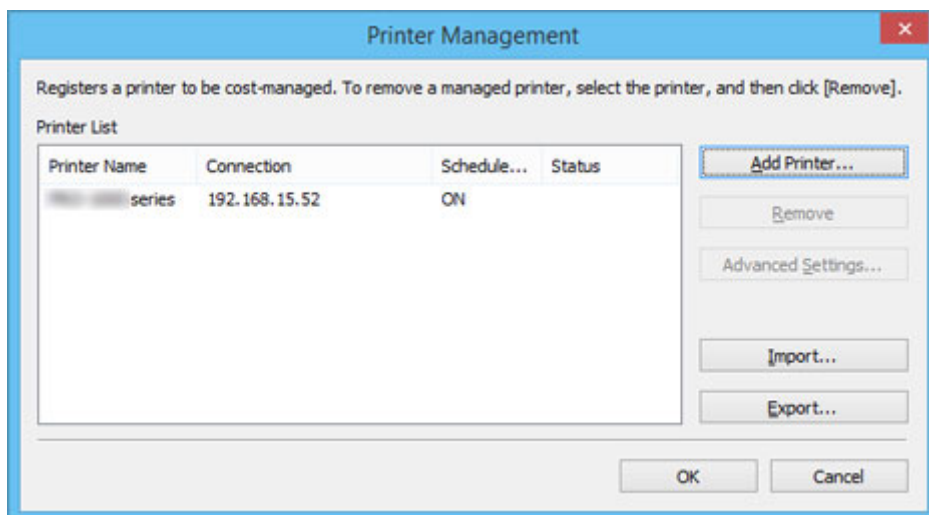 Printer Management
Registers a printer to be cost-managed. To remove a managed printer, select the printer, and then click [Remove].
Printer List
Printer Name Connection Schedule... Status
series 192.168.15.52 ON
Add Printer...
Remove
Advanced Settings...
Import...
Export...
OK Cancel